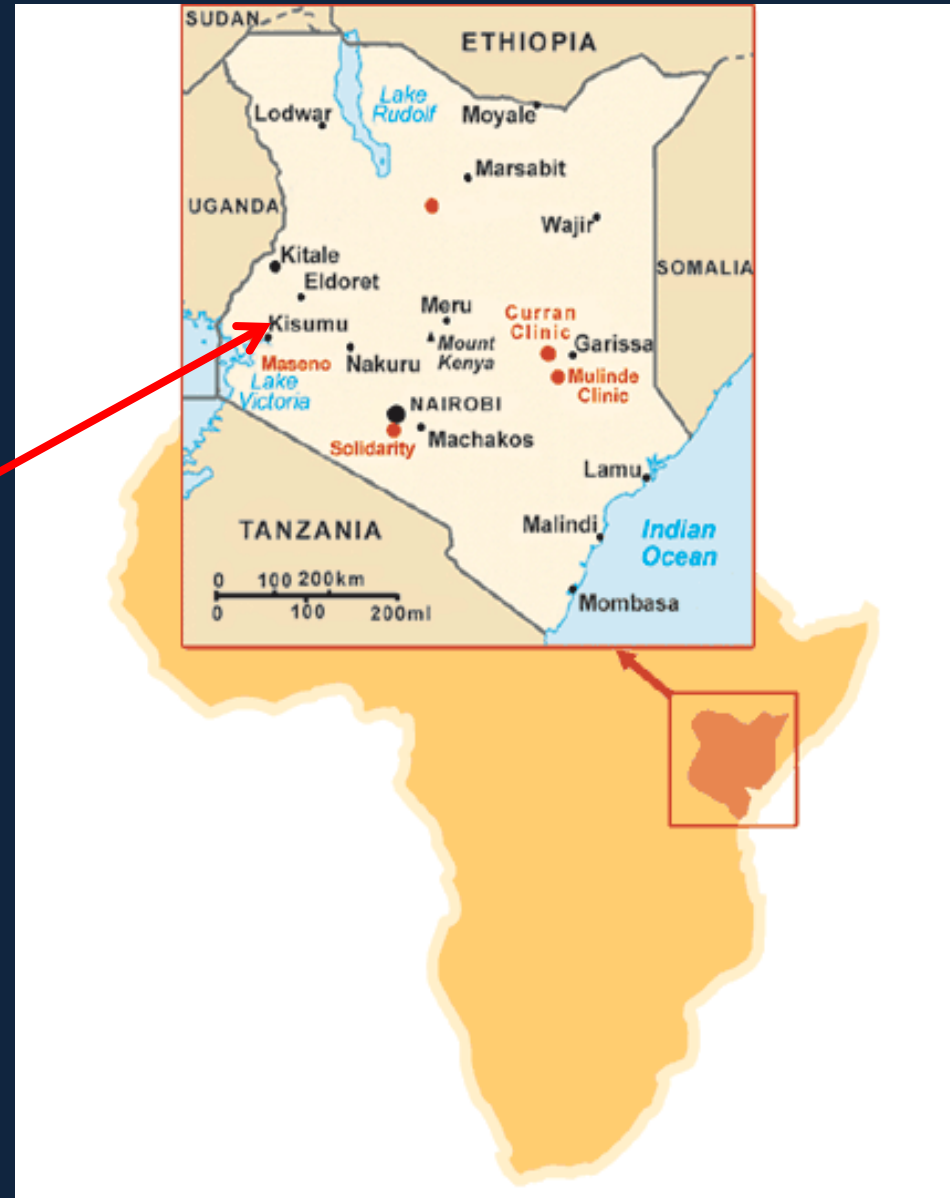 SUDAN
ETHIOPIA
Lake
Rudolf
Lodwar
Moyale
Marsabit
UGANDA
Wajir
Kitale
SOMALIA
Eldoret
Meru
Curran
Clinic
Kisumu
Mount
Kenya
Garissa
Maseno
Nakuru
Mulinde
Clinic
Lake
Victoria
NAIROBI
Machakos
Solidarity
Lamu
TANZANIA
Malindi
Indian
Ocean
0 100 200km
0 100 200mI
Mombasa